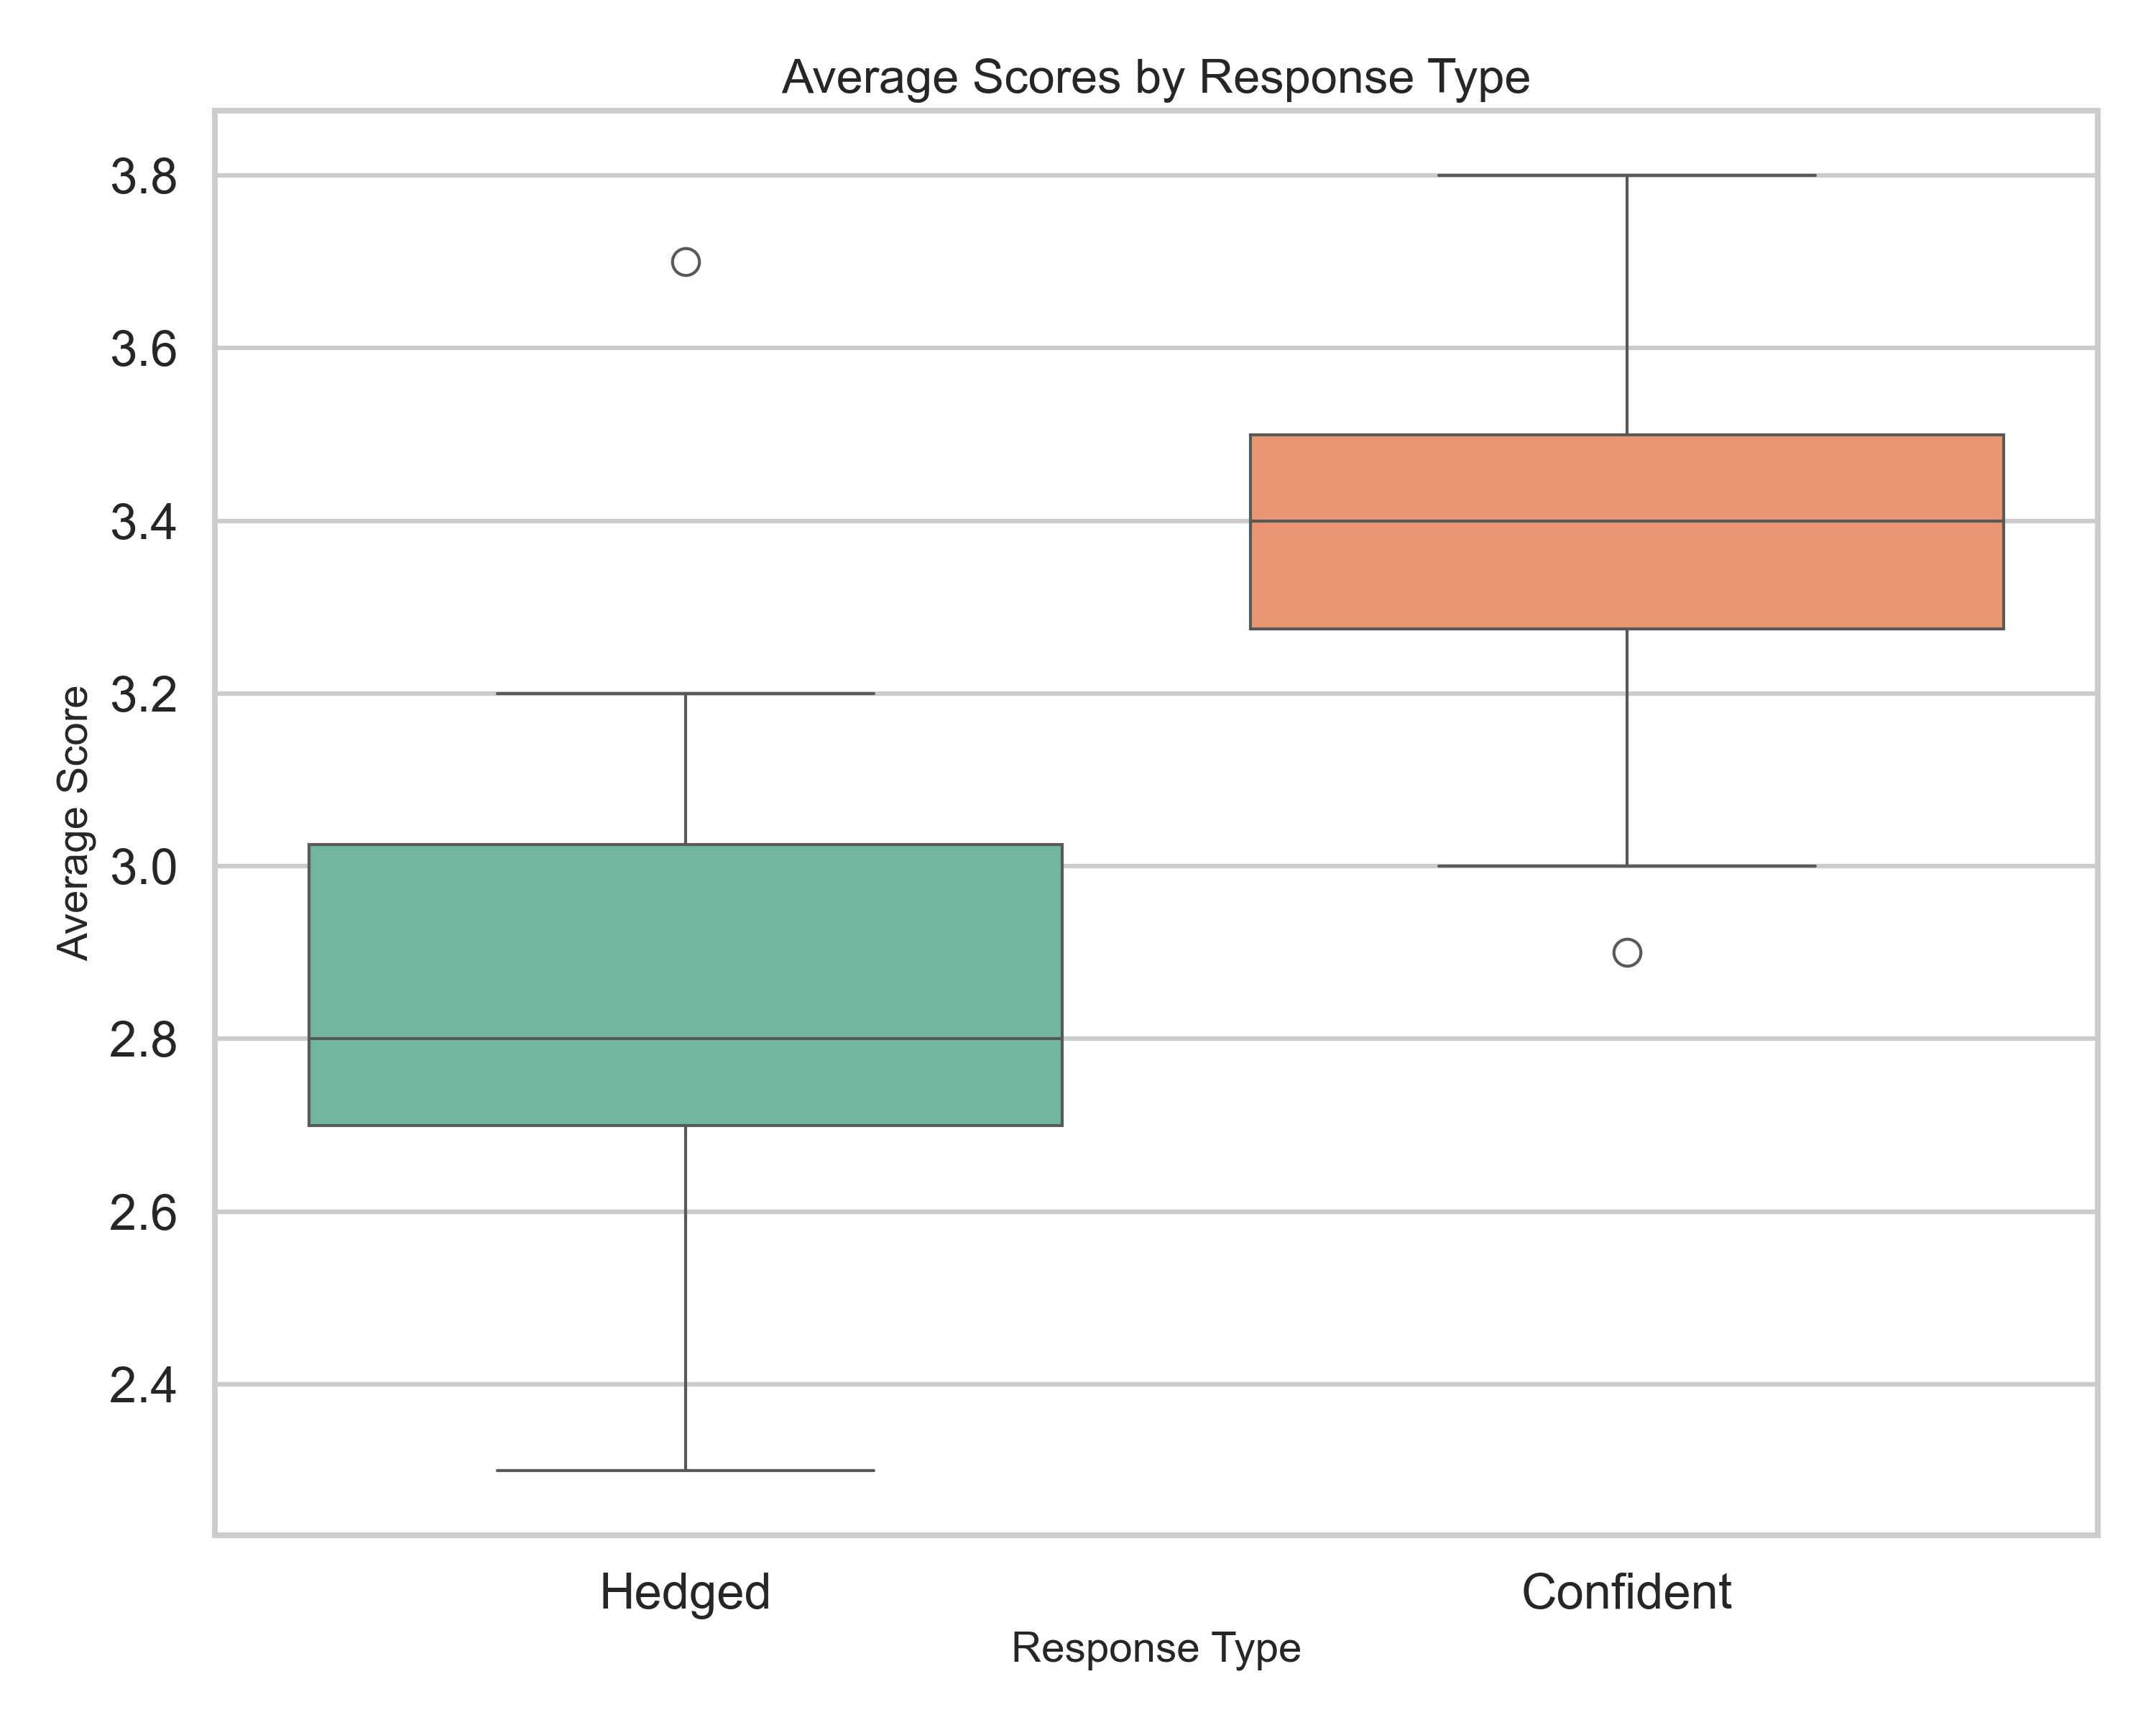 Average Scores by Response Type
3.8
3.6
3.4
3.2
3.0
2.8
2.6
2.4
Average Score
Hedged
Confident
Response Type